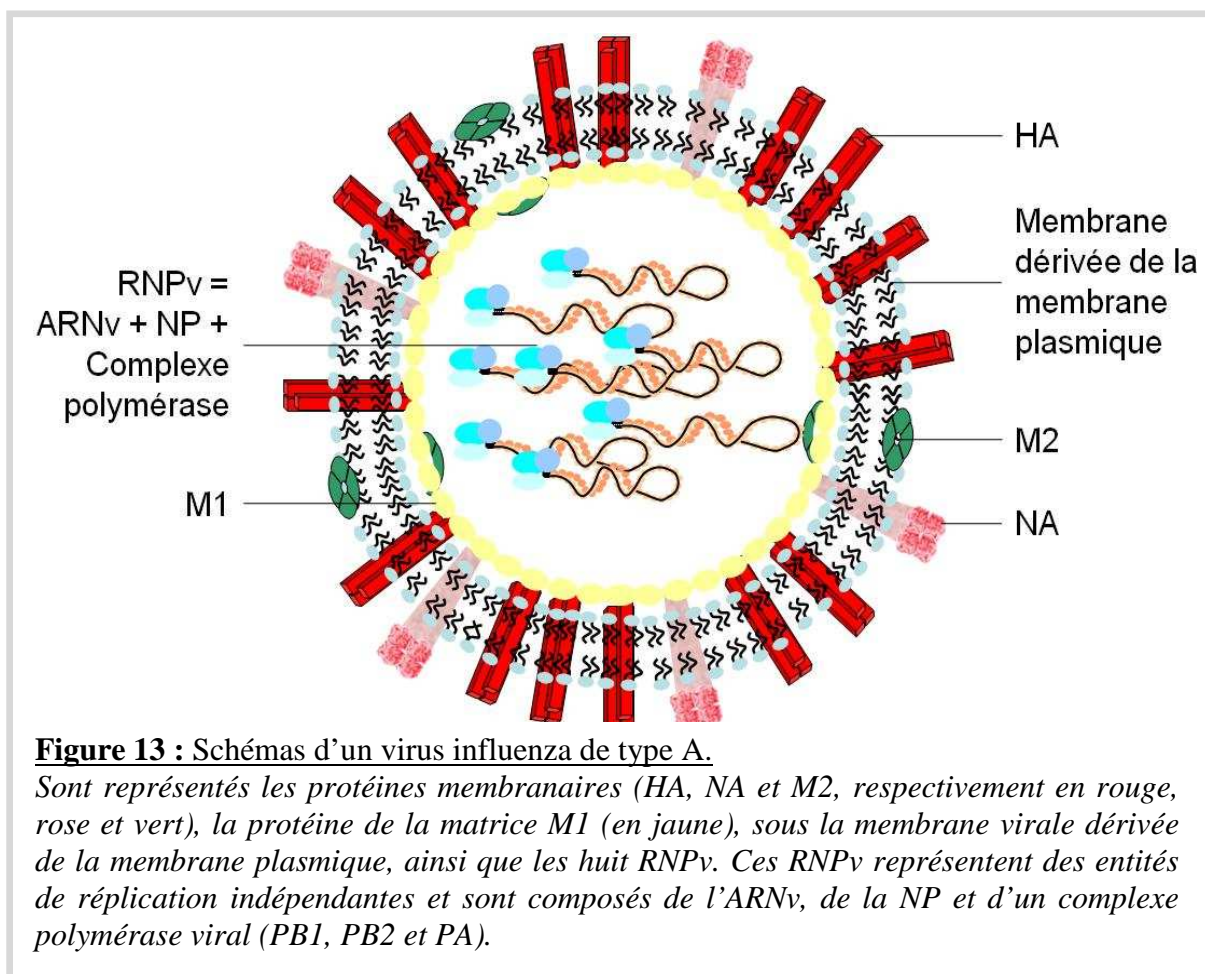 HA
Membrane
dérivée de la
membrane
plasmique
RNPv =
ARNv + NP +
Complexe
polymérase
M2
M1
NA
Figure 13 : Schémas d’un virus influenza de type A.
Sont représentés les protéines membranaires (HA, NA et M2, respectivement en rouge,
rose et vert), la protéine de la matrice M1 (en jaune), sous la membrane virale dérivée
de la membrane plasmique, ainsi que les huit RNPv. Ces RNPv représentent des entités
de réplication indépendantes et sont composés de l’ARNv, de la NP et d’un complexe
polymérase viral (PB1, PB2 et PA).